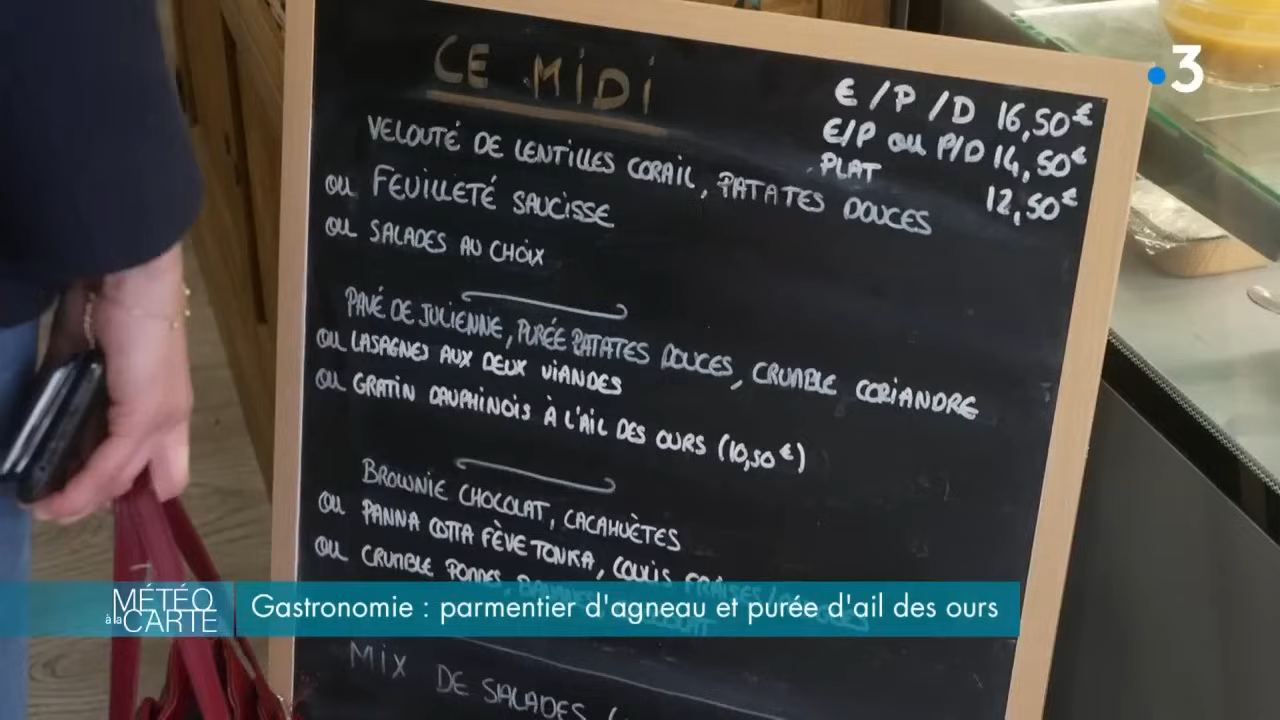 CE MIDI
E/P/D 16,50€
E/P ou P/D 14,50€
PLAT 12,50€
VELOUTÉ DE LENTILLES CORAIL, PATATES DOUCES
ou FEUILLETÉ SAUCISSE
ou SALADES AU CHOIX
PAVÉ DE JULIENNE, PURÉE PATATES DOUCES, CRUMBLE CORIANDRE
ou LASAGNES AUX DEUX VIANDES
ou GRATIN DAUPHINOIS À L'AIL DES OURS (10,50€)
BROWNIE CHOCOLAT, CACAHUÈTES
ou PANNA COTTA FÈVE TONKA, COULIS FRAISES/
ou CRUMBLE POMMES,
MÉTÉO à la CARTE
Gastronomie : parmentier d'agneau et purée d'ail des ours
MIX DE SALADES
3